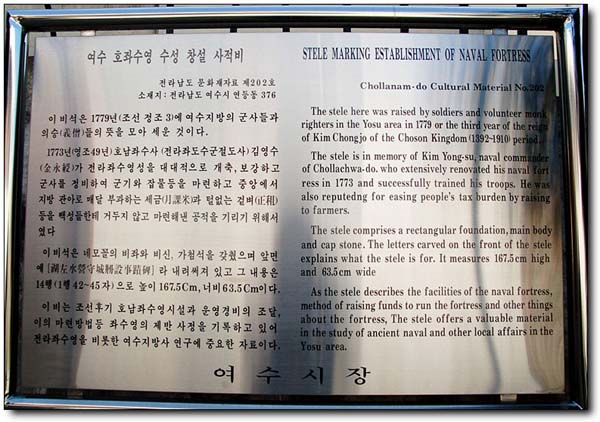 여수 호좌수영 수성 창설 사적비
전라남도 문화재자료 제202호
소재지 : 전라남도 여수시 연등동 376
이 비석은 1779년(조선 정조3)에 여수지방의 군사들과
의승(義僧)들의 뜻을 모아 세운 것이다.
1773년(영조49년)호남좌수사(전라좌도수군절도사)김영수
(金永綬)가 전라좌수영성을 대대적으로 개축, 보강하고
군사를 정비하여 군기와 잡물등을 마련하고 중앙에서
지방 관아로 매달 부과하는 세금(月課米)과 턱없는 겉벼(正租)
등을 백성들한테 거두지 않고 마련해낸 공적을 기리기 위해서
였다
이비석은 네모꼴의 비좌와 비신, 가첨석을 갖췄으며 앞면
에 [湖左水營守城刱設事蹟碑] 라 내려써져 있고 그 내용은
14행(1행 42~45자)으로 높이 167.5Cm, 너비63.5Cm이다.
이비는 조선후기 호남좌수영시설과 운영경비의 조달,
이의 마련방법등 좌수영의 제반 사정을 기록하고 있어
전라좌수영을 비롯한 여수지방사 연구에 중요한 자료이다.
STELE MARKING ESTABLISHMENT OF NAVAL FORTRESS
Chollanam-do Cultural Material No.202
The stele here was raised by soldiers and volunteer monk
righters in the Yosu area in 1779 or the third year of the reign
of Kim Chongjo of the Choson Kingdom (1392~1910) period.
The stele is in memory of Kim Yong-su, naval commander
of Chollachwa-do. who extensively renovated his naval fort
ress in 1773 and successfully trained his troops. He was
also reputedng for easing people's tax burden by raising
to farmers.
The stele comprises a rectangular foundation, main body
and cap stone. The letters carved on the front of the stele
explains what the stele is for. It measures 167.5cm high
and 63.5cm wide
As the stele describes the facilities of the naval fortress,
method of raising funds to run the fortress and other things
about the fortress, The stele offers a valuable material
in the study of ancient naval and other local affairs in the
Yosu area.
여수시장